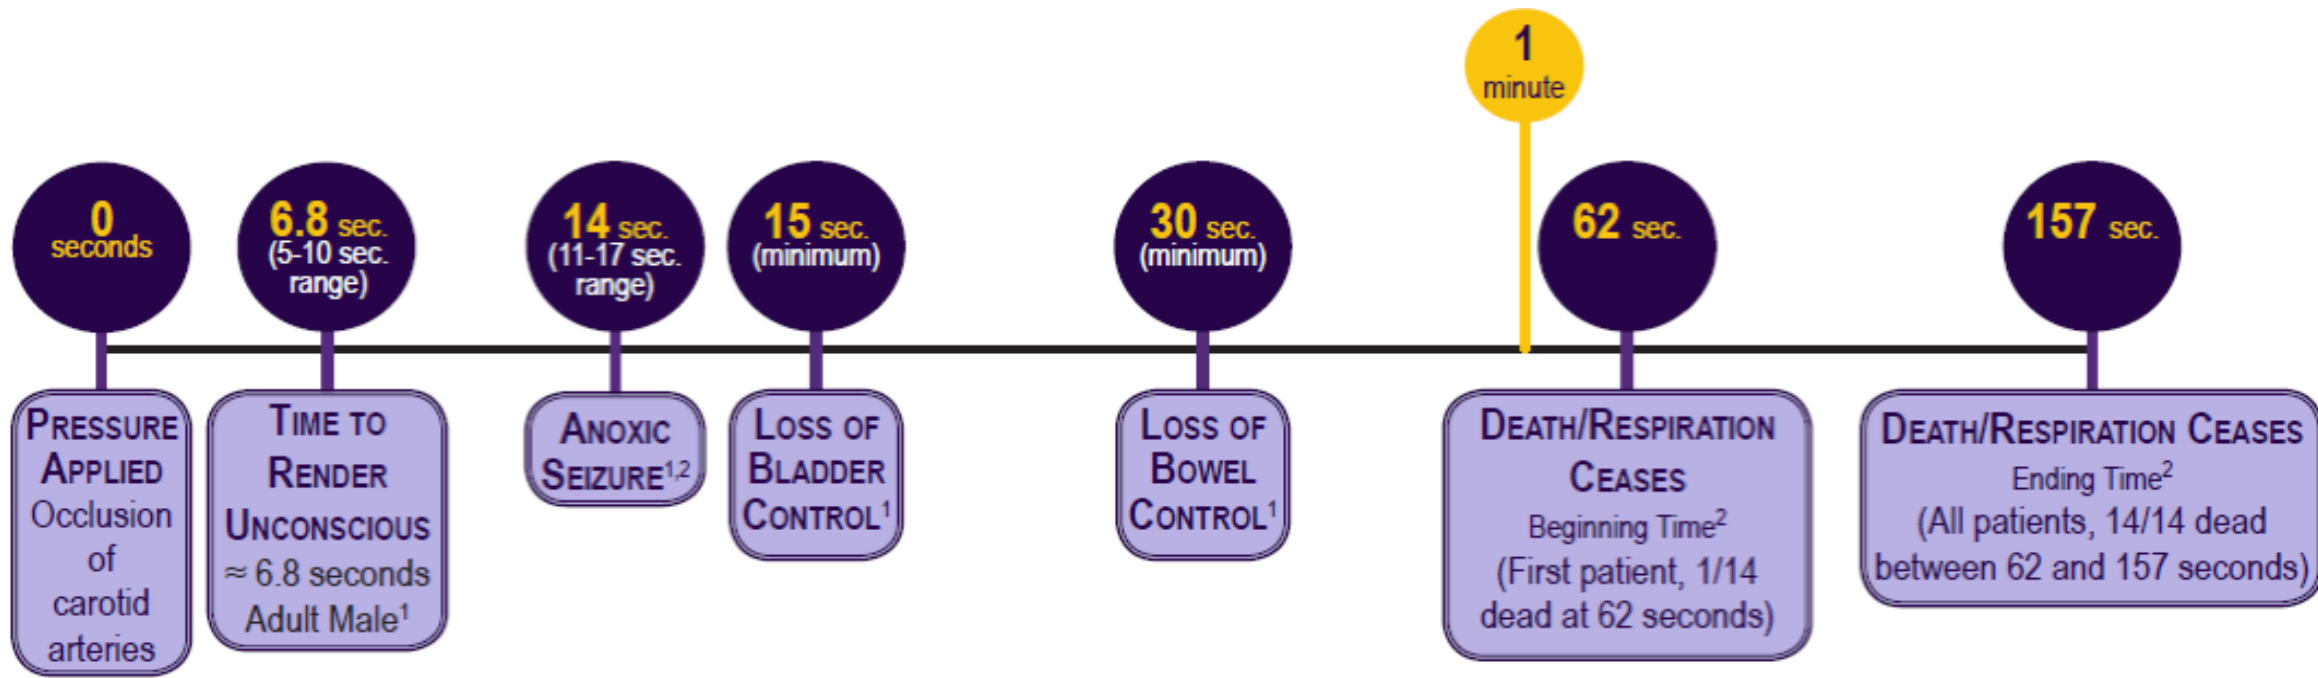 1
minute
0
seconds
6.8 sec.
(5-10 sec.
range)
14 sec.
(11-17 sec.
range)
15 sec.
(minimum)
30 sec.
(minimum)
62 sec.
157 sec.
PRESSURE
APPLIED
Occlusion
of
carotid
arteries
TIME TO
RENDER
UNCONSCIOUS
≈ 6.8 seconds
Adult Male¹
ANOXIC
SEIZURE¹,²
LOSS OF
BLADDER
CONTROL¹
LOSS OF
BOWEL
CONTROL¹
DEATH/RESPIRATION
CEASES
Beginning Time²
(First patient, 1/14
dead at 62 seconds)
DEATH/RESPIRATION CEASES
Ending Time²
(All patients, 14/14 dead
between 62 and 157 seconds)